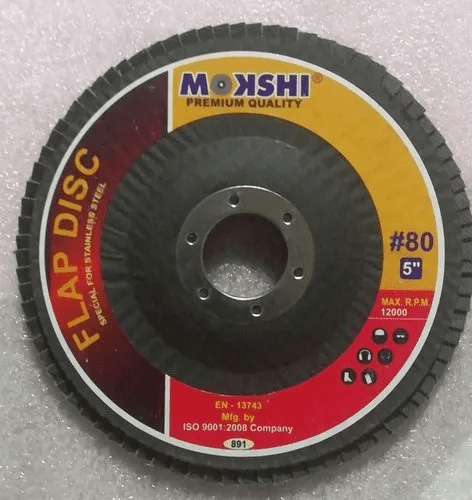 MOKSHI®
PREMIUM QUALITY
FLAP DISC
SPECIAL FOR STAINLESS STEEL
#80
5"
MAX. R.P.M.
12000
EN - 13743
Mfg. by
ISO 9001:2008 Company
891